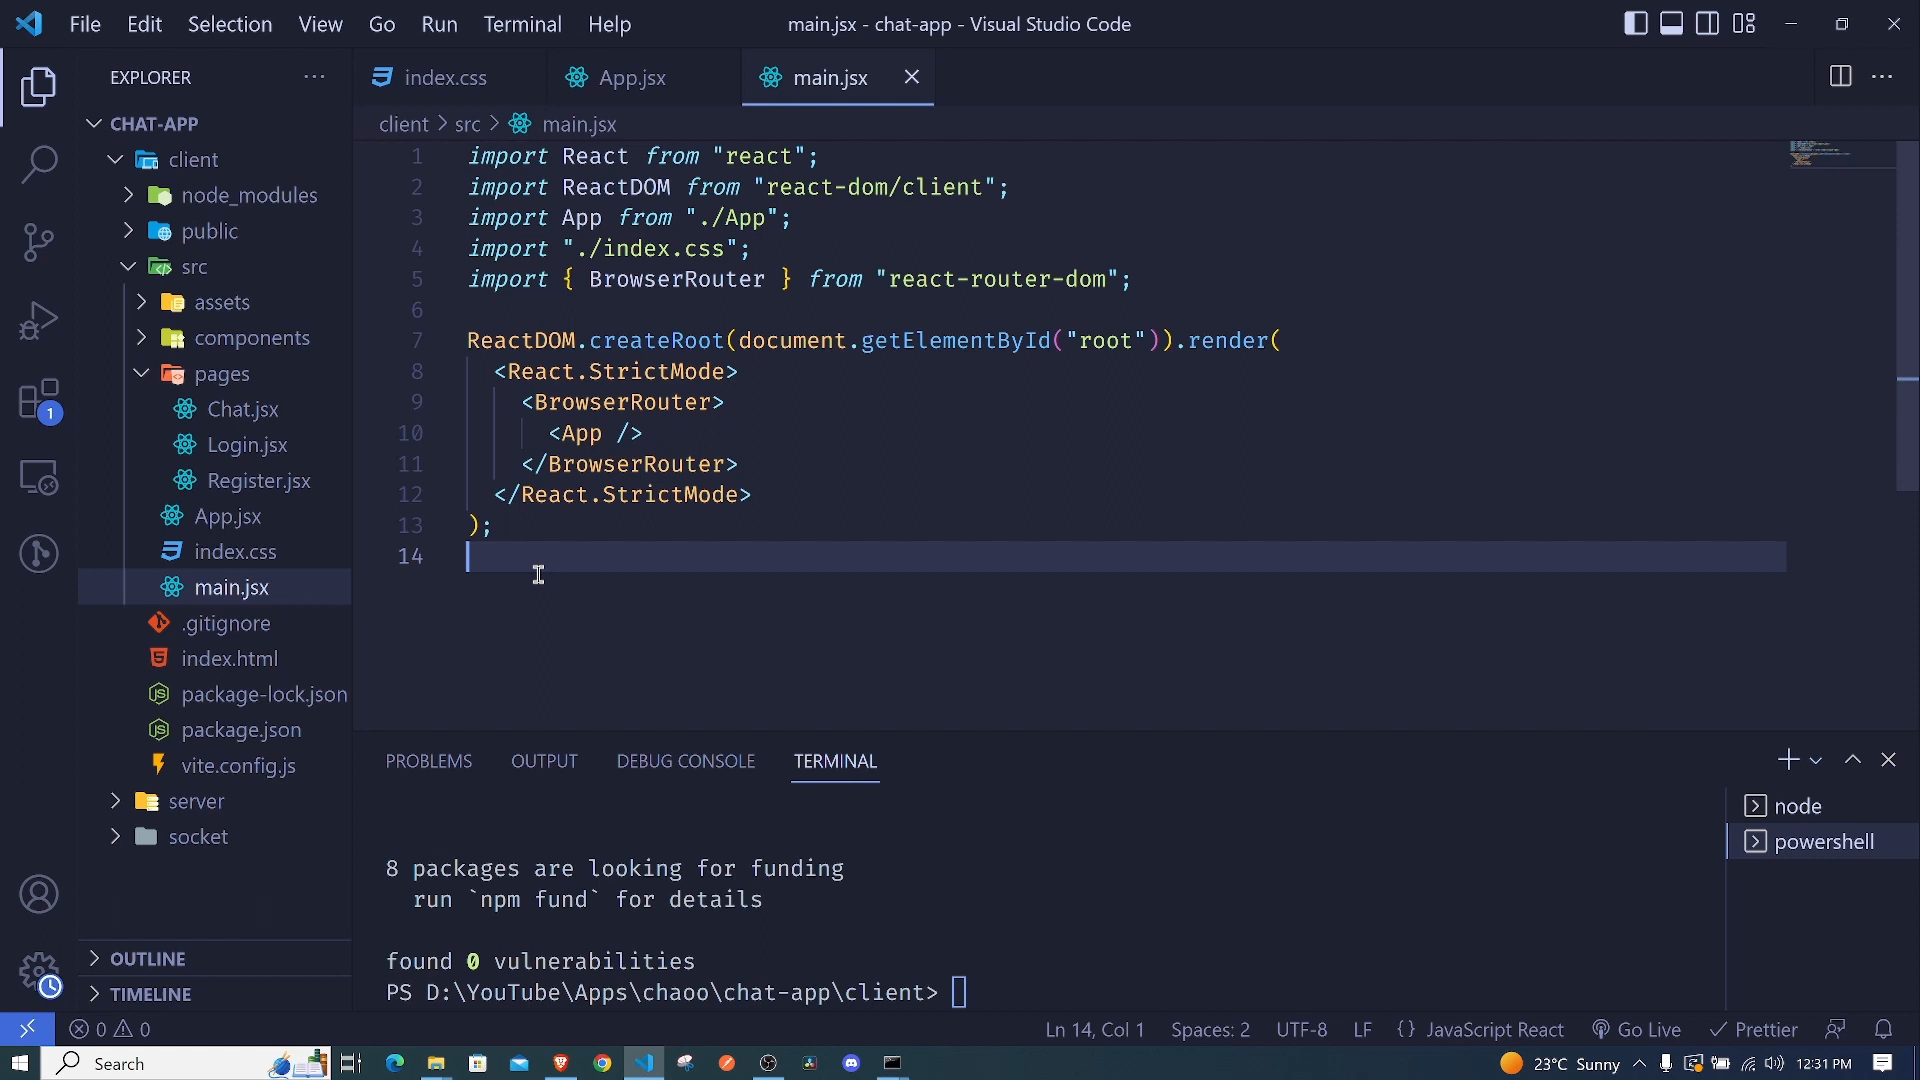 File Edit Selection View Go Run Terminal Help
main.jsx - chat-app - Visual Studio Code
EXPLORER
index.css
App.jsx
main.jsx
client > src > main.jsx
CHAT-APP
client
node_modules
public
src
assets
components
pages
Chat.jsx
Login.jsx
Register.jsx
App.jsx
index.css
main.jsx
.gitignore
index.html
package-lock.json
package.json
vite.config.js
server
socket
OUTLINE
TIMELINE
1 import React from "react";
2 import ReactDOM from "react-dom/client";
3 import App from "./App";
4 import "./index.css";
5 import { BrowserRouter } from "react-router-dom";
6
7 ReactDOM.createRoot(document.getElementById("root")).render(
8 <React.StrictMode>
9 <BrowserRouter>
10 <App />
11 </BrowserRouter>
12 </React.StrictMode>
13 );
14
1
PROBLEMS OUTPUT DEBUG CONSOLE TERMINAL
node
powershell
8 packages are looking for funding
run `npm fund` for details
found 0 vulnerabilities
PS D:\YouTube\Apps\chaoo\chat-app\client>
0 0
Ln 14, Col 1 Spaces: 2 UTF-8 LF {} JavaScript React Go Live Prettier
Search
23°C Sunny
12:31 PM